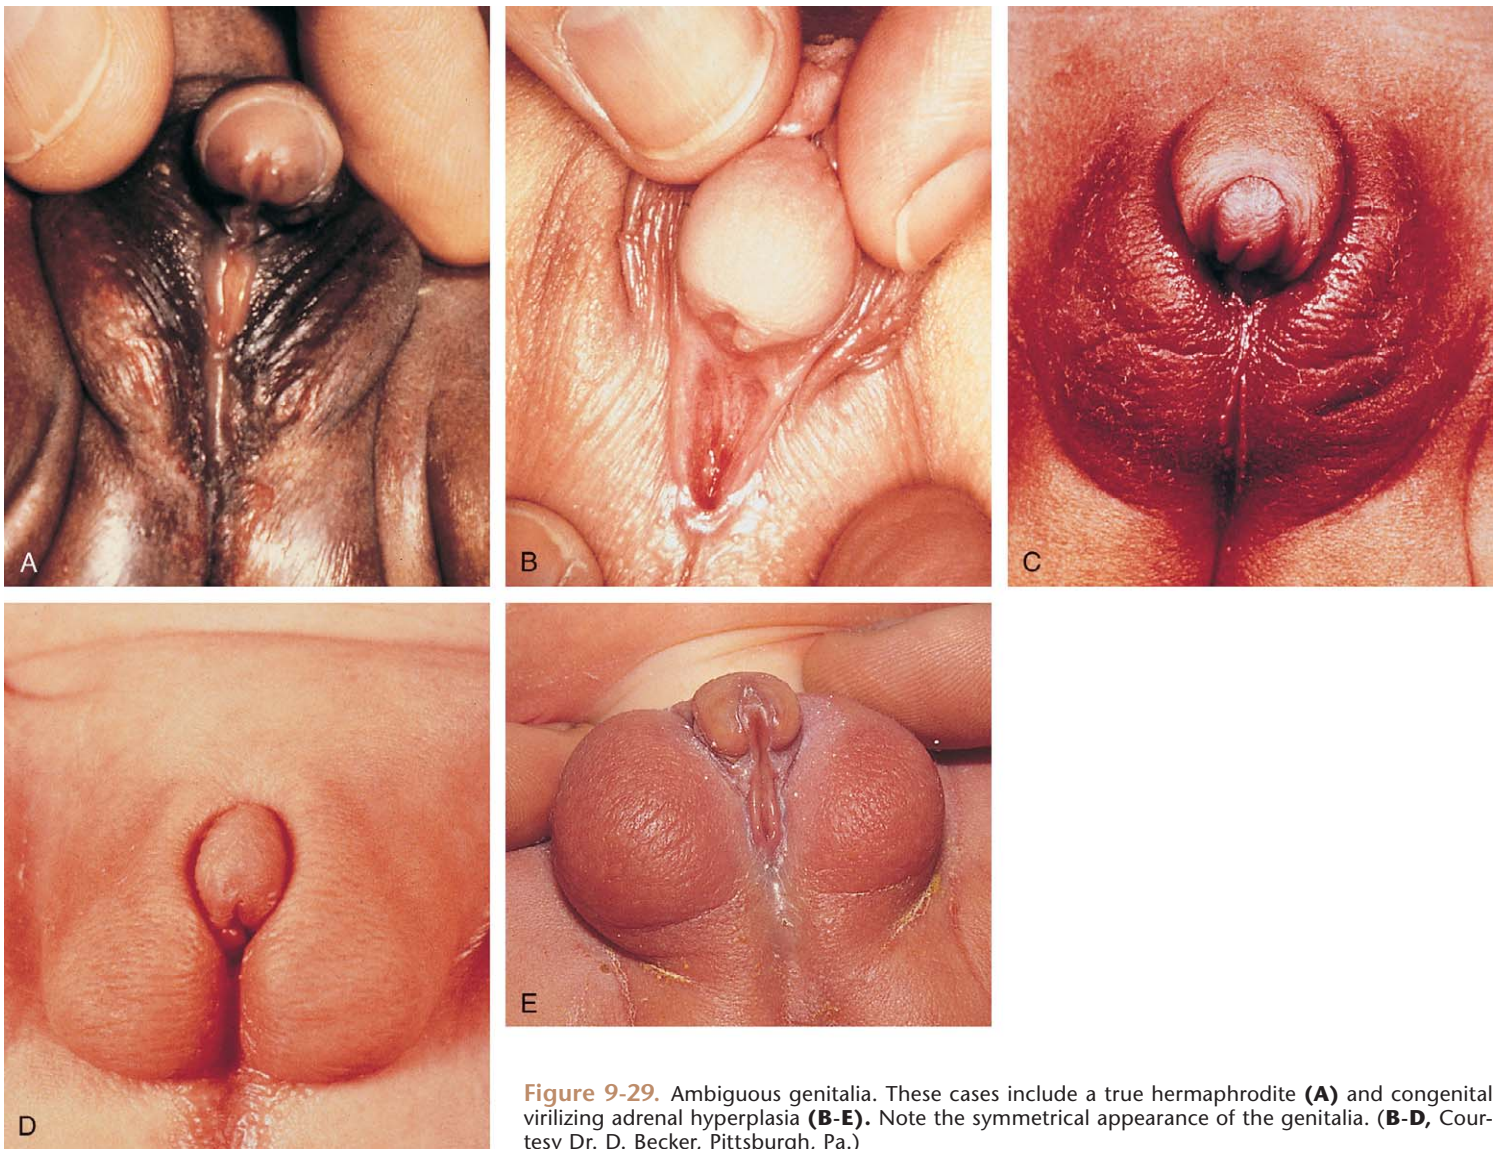 A
B
C
D
E
Figure 9-29. Ambiguous genitalia. These cases include a true hermaphrodite (A) and congenital
virilizing adrenal hyperplasia (B-E). Note the symmetrical appearance of the genitalia. (B-D, Cour-
tesy Dr. D. Becker, Pittsburgh, Pa.)